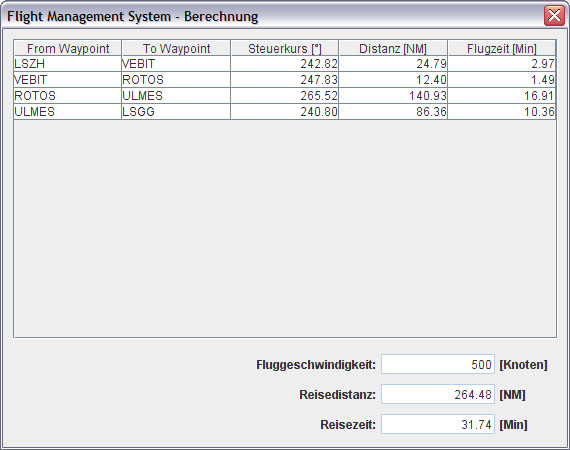 Flight Management System - Berechnung
From Waypoint To Waypoint Steuerkurs [°] Distanz [NM] Flugzeit [Min]
LSZH VEBIT 242.82 24.79 2.97
VEBIT ROTOS 247.83 12.40 1.49
ROTOS ULMES 265.52 140.93 16.91
ULMES LSGG 240.80 86.36 10.36
Fluggeschwindigkeit: 500 [Knoten]
Reisedistanz: 264.48 [NM]
Reisezeit: 31.74 [Min]